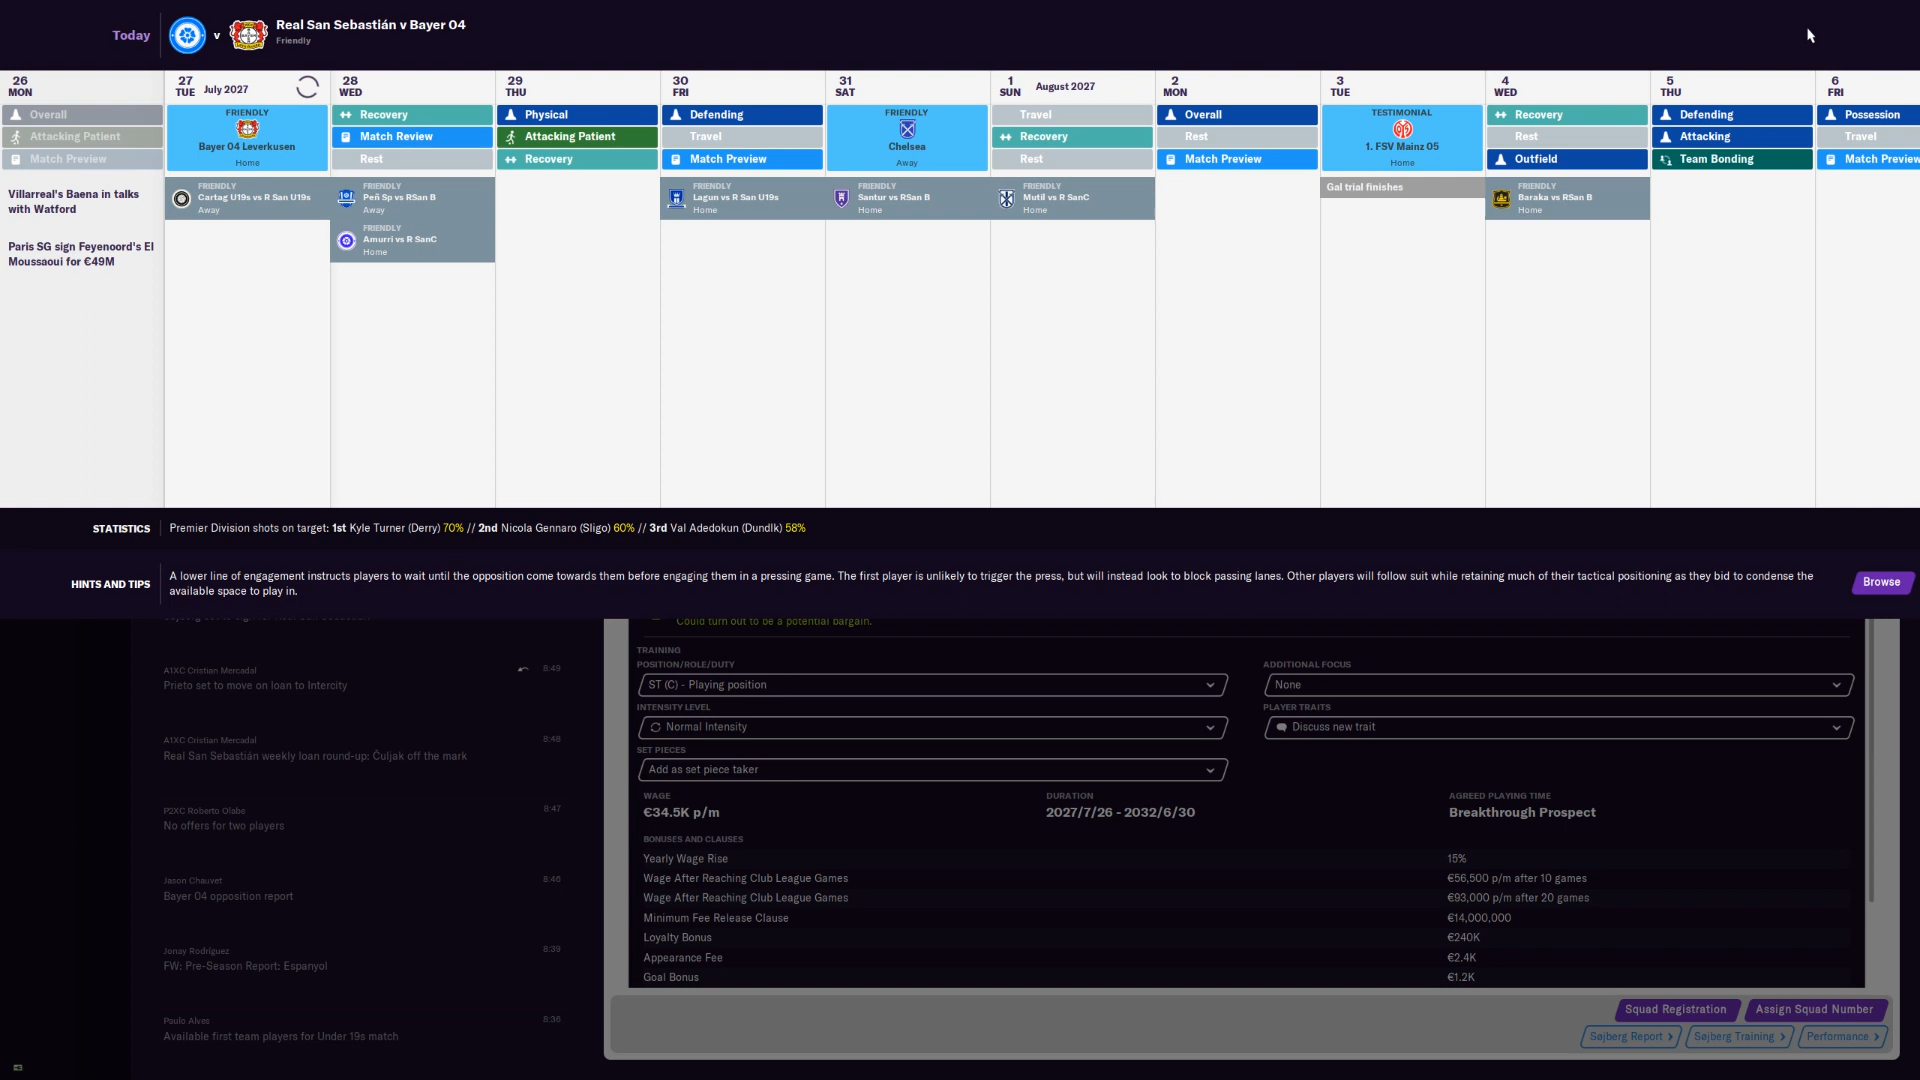 Today
v
Real San Sebastián v Bayer 04
Friendly
26
MON
Overall
Attacking Patient
Match Preview
Villarreal's Baena in talks
with Watford
Paris SG sign Feyenoord's El
Moussaoui for €49M
27
TUE July 2027
FRIENDLY
Bayer 04 Leverkusen
Home
FRIENDLY
Cartag U19s vs R San U19s
Away
28
WED
Recovery
Match Review
Rest
FRIENDLY
Peñ Sp vs RSan B
Away
FRIENDLY
Amurri vs R SanC
Home
29
THU
Physical
Attacking Patient
Recovery
30
FRI
Defending
Travel
Match Preview
FRIENDLY
Lagun vs R San U19s
Home
31
SAT
FRIENDLY
Chelsea
Away
FRIENDLY
Santur vs RSan B
Home
1
SUN August 2027
Travel
Recovery
Rest
FRIENDLY
Mutil vs R SanC
Home
2
MON
Overall
Rest
Match Preview
3
TUE
TESTIMONIAL
1. FSV Mainz 05
Home
Gal trial finishes
4
WED
Recovery
Rest
Outfield
FRIENDLY
Baraka vs RSan B
Home
5
THU
Defending
Attacking
Team Bonding
6
FRI
Possession
Travel
Match Preview
STATISTICS
Premier Division shots on target: 1st Kyle Turner (Derry) 70% // 2nd Nicola Gennaro (Sligo) 60% // 3rd Val Adedokun (Dundlk) 58%
HINTS AND TIPS
A lower line of engagement instructs players to wait until the opposition come towards them before engaging them in a pressing game. The first player is unlikely to trigger the press, but will instead look to block passing lanes. Other players will follow suit while retaining much of their tactical positioning as they bid to condense the
available space to play in.
Browse
A1XC Cristian Mercadal 8:49
Prieto set to move on loan to Intercity
A1XC Cristian Mercadal 8:48
Real San Sebastián weekly loan round-up: Čuljak off the mark
P2XC Roberto Olabe 8:47
No offers for two players
Jason Chauvet 8:46
Bayer 04 opposition report
Jonay Rodríguez 8:39
FW: Pre-Season Report: Espanyol
Paulo Alves 8:36
Available first team players for Under 19s match
Could turn out to be a potential bargain.
TRAINING
POSITION/ROLE/DUTY
ST (C) - Playing position
ADDITIONAL FOCUS
None
INTENSITY LEVEL
Normal Intensity
PLAYER TRAITS
Discuss new trait
SET PIECES
Add as set piece taker
WAGE
€34.5K p/m
DURATION
2027/7/26 - 2032/6/30
AGREED PLAYING TIME
Breakthrough Prospect
BONUSES AND CLAUSES
Yearly Wage Rise 15%
Wage After Reaching Club League Games €56,500 p/m after 10 games
Wage After Reaching Club League Games €93,000 p/m after 20 games
Minimum Fee Release Clause €14,000,000
Loyalty Bonus €240K
Appearance Fee €2.4K
Goal Bonus €1.2K
Squad Registration
Assign Squad Number
Søjberg Report
Søjberg Training
Performance